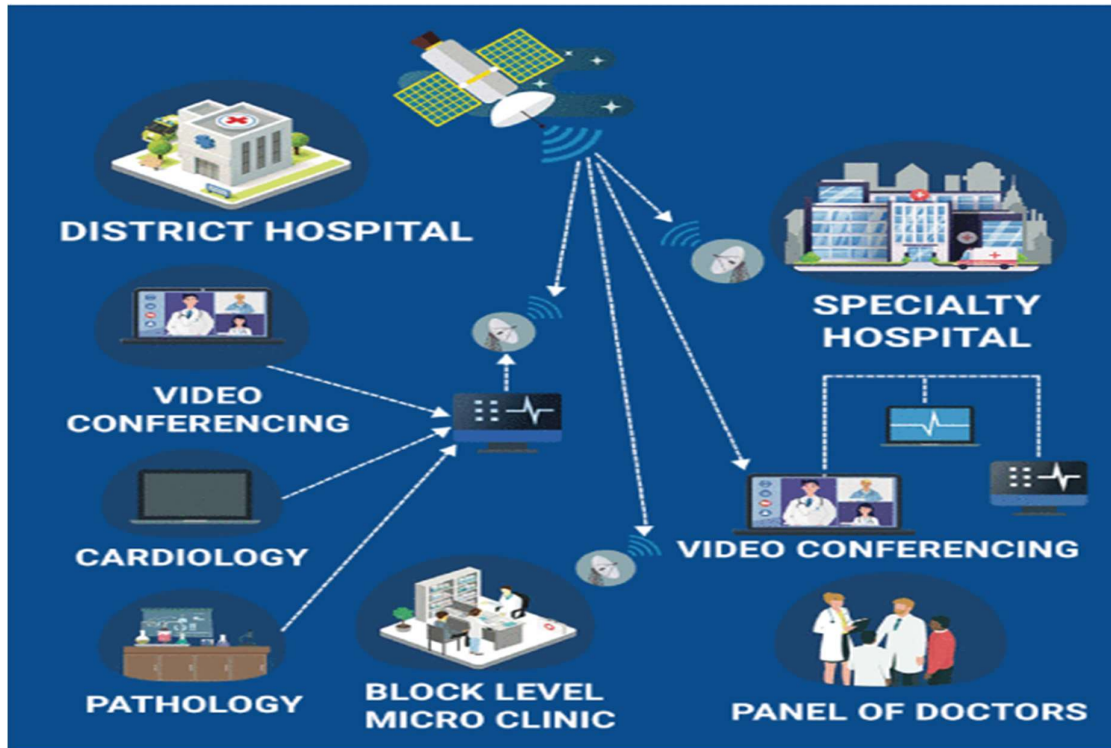 DISTRICT HOSPITAL
SPECIALTY
HOSPITAL
VIDEO
CONFERENCING
CARDIOLOGY
VIDEO CONFERENCING
PATHOLOGY
BLOCK LEVEL
MICRO CLINIC
PANEL OF DOCTORS